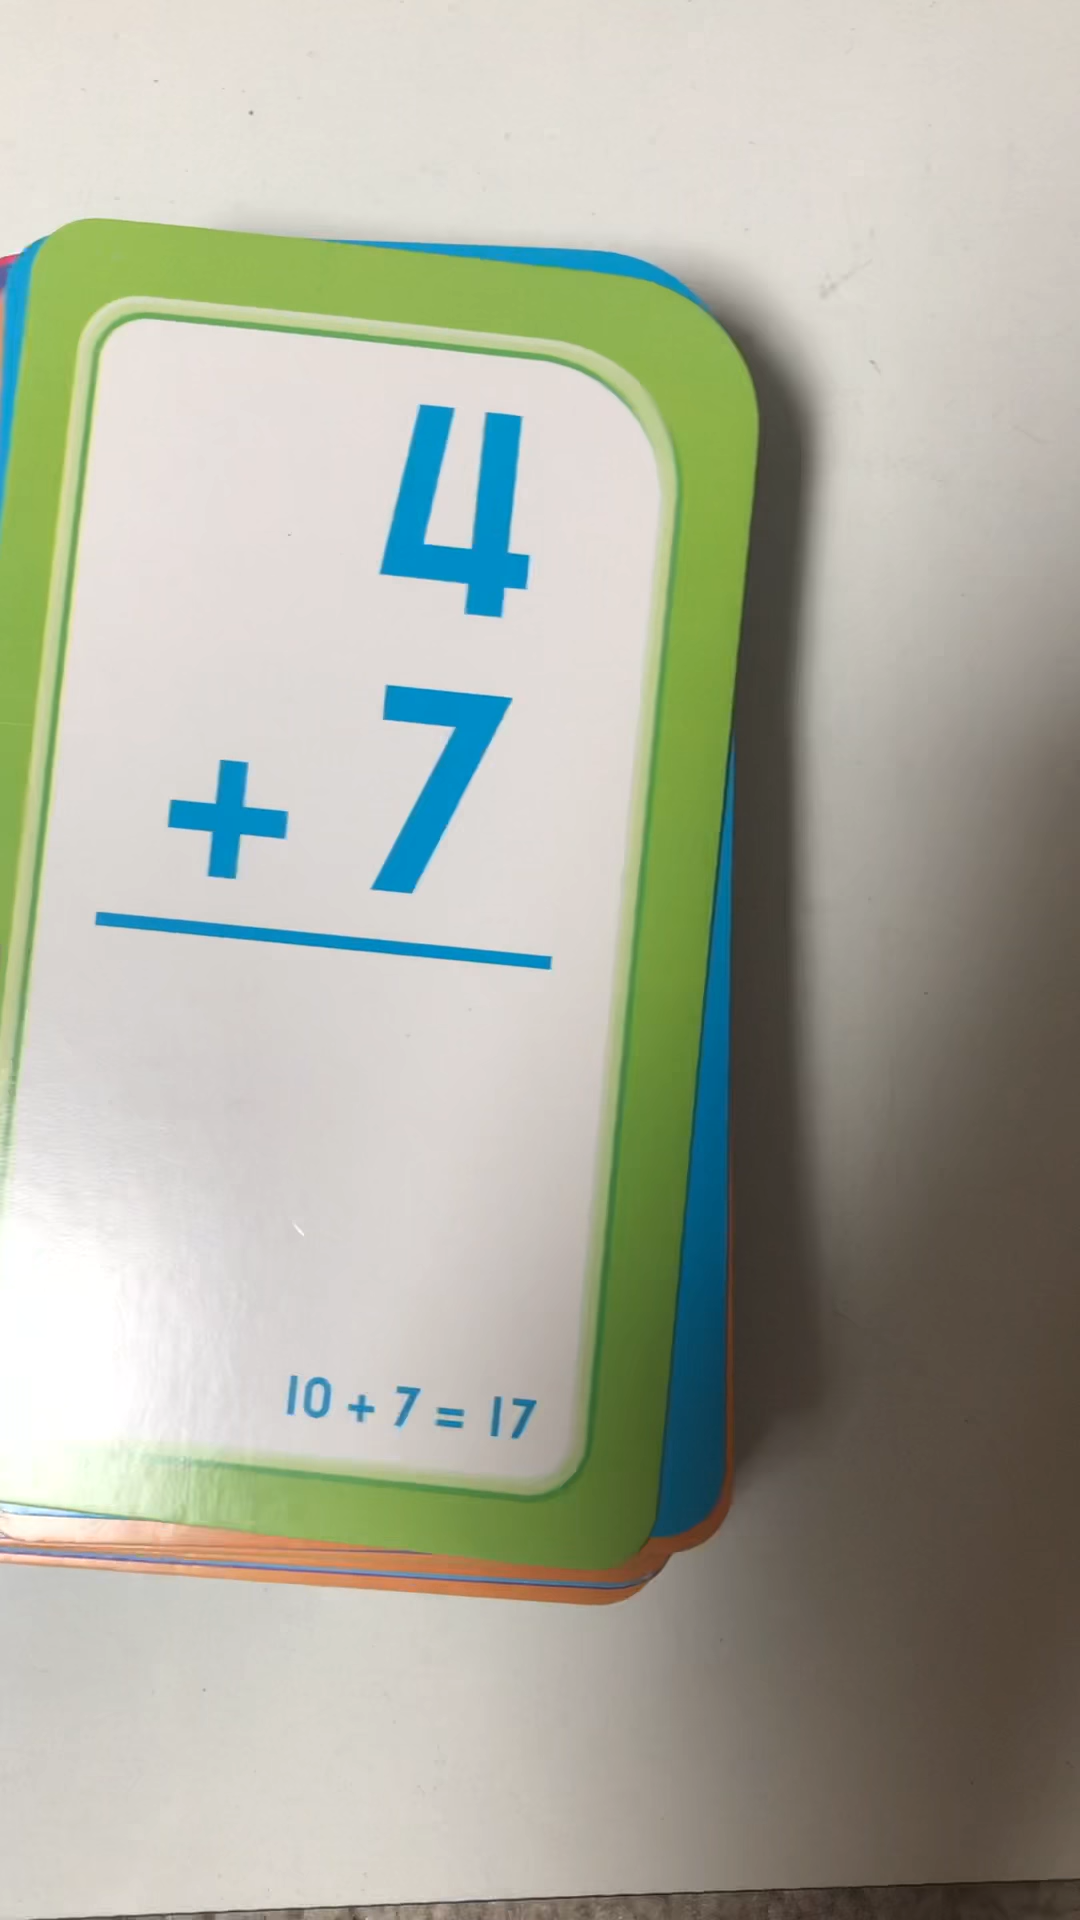 4
+ 7
10 + 7 = 17